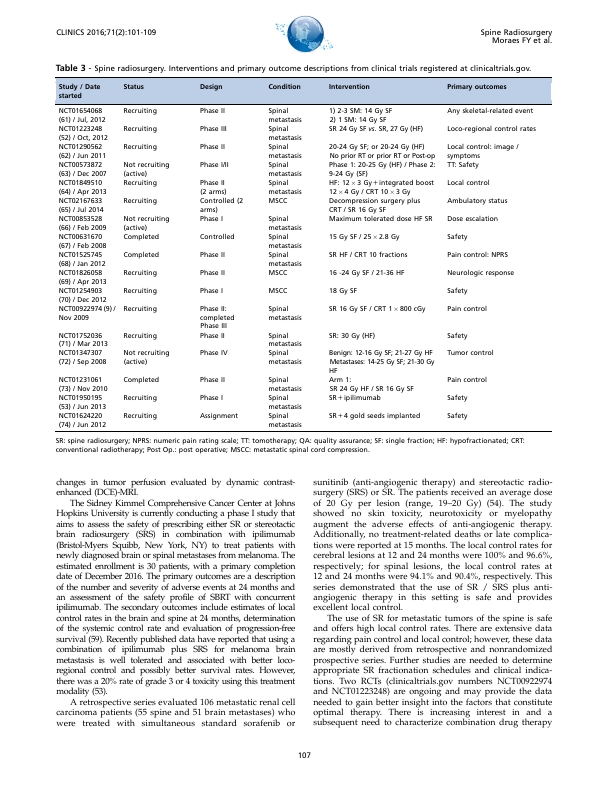 CLINICS 2016;71(2):101-109
Spine Radiosurgery
Moraes FY et al.
Table 3 - Spine radiosurgery. Interventions and primary outcome descriptions from clinical trials registered at clinicaltrials.gov.
Study / Date started Status Design Condition Intervention Primary outcomes
NCT01654068 (61) / Jul, 2012 Recruiting Phase II Spinal metastasis 1) 2-3 SM: 14 Gy SF 2) 1 SM: 14 Gy SF Any skeletal-related event
NCT01223248 (52) / Oct, 2012 Recruiting Phase III Spinal metastasis SR 24 Gy SF vs. SR, 27 Gy (HF) Loco-regional control rates
NCT01290562 (62) / Jun 2011 Recruiting Phase II Spinal metastasis 20-24 Gy SF; or 20-24 Gy (HF) No prior RT or prior RT or Post-op Local control: image / symptoms
NCT00573872 (63) / Dec 2007 Not recruiting (active) Phase I/II Spinal metastasis Phase 1: 20-25 Gy (HF) / Phase 2: 9-24 Gy (SF) TT: Safety
NCT01849510 (64) / Apr 2013 Recruiting Phase II (2 arms) Spinal metastasis HF: 12 × 3 Gy+integrated boost 12 × 4 Gy / CRT 10 × 3 Gy Local control
NCT02167633 (65) / Jul 2014 Recruiting Controlled (2 arms) MSCC Decompression surgery plus CRT / SR 16 Gy SF Ambulatory status
NCT00853528 (66) / Feb 2009 Not recruiting (active) Phase I Spinal metastasis Maximum tolerated dose HF SR Dose escalation
NCT00631670 (67) / Feb 2008 Completed Controlled Spinal metastasis 15 Gy SF / 25 × 2.8 Gy Safety
NCT01525745 (68) / Jan 2012 Completed Phase II Spinal metastasis SR HF / CRT 10 fractions Pain control: NPRS
NCT01826058 (69) / Apr 2013 Recruiting Phase II MSCC 16 -24 Gy SF / 21-36 HF Neurologic response
NCT01254903 (70) / Dec 2012 Recruiting Phase I MSCC 18 Gy SF Safety
NCT00922974 (9) / Nov 2009 Recruiting Phase II: completed Phase III Spinal metastasis SR 16 Gy SF / CRT 1 × 800 cGy Pain control
NCT01752036 (71) / Mar 2013 Recruiting Phase II Spinal metastasis SR: 30 Gy (HF) Safety
NCT01347307 (72) / Sep 2008 Not recruiting (active) Phase IV Spinal metastasis Benign: 12-16 Gy SF; 21-27 Gy HF Metastases: 14-25 Gy SF; 21-30 Gy HF Tumor control
NCT01231061 (73) / Nov 2010 Completed Phase II Spinal metastasis Arm 1: SR 24 Gy HF / SR 16 Gy SF Pain control
NCT01950195 (53) / Jun 2013 Recruiting Phase I Spinal metastasis SR+ipilimumab Safety
NCT01624220 (74) / Jun 2012 Recruiting Assignment Spinal metastasis SR+4 gold seeds implanted Safety
SR: spine radiosurgery; NPRS: numeric pain rating scale; TT: tomotherapy; QA: quality assurance; SF: single fraction; HF: hypofractionated; CRT:
conventional radiotherapy; Post Op.: post operative; MSCC: metastatic spinal cord compression.
changes in tumor perfusion evaluated by dynamic contrast-
enhanced (DCE)-MRI.
The Sidney Kimmel Comprehensive Cancer Center at Johns
Hopkins University is currently conducting a phase I study that
aims to assess the safety of prescribing either SR or stereotactic
brain radiosurgery (SRS) in combination with ipilimumab
(Bristol-Myers Squibb, New York, NY) to treat patients with
newly diagnosed brain or spinal metastases from melanoma. The
estimated enrollment is 30 patients, with a primary completion
date of December 2016. The primary outcomes are a description
of the number and severity of adverse events at 24 months and
an assessment of the safety profile of SBRT with concurrent
ipilimumab. The secondary outcomes include estimates of local
control rates in the brain and spine at 24 months, determination
of the systemic control rate and evaluation of progression-free
survival (59). Recently published data have reported that using a
combination of ipilimumab plus SRS for melanoma brain
metastasis is well tolerated and associated with better loco-
regional control and possibly better survival rates. However,
there was a 20% rate of grade 3 or 4 toxicity using this treatment
modality (53).
A retrospective series evaluated 106 metastatic renal cell
carcinoma patients (55 spine and 51 brain metastases) who
were treated with simultaneous standard sorafenib or
sunitinib (anti-angiogenic therapy) and stereotactic radio-
surgery (SRS) or SR. The patients received an average dose
of 20 Gy per lesion (range, 19–20 Gy) (54). The study
showed no skin toxicity, neurotoxicity or myelopathy
augment the adverse effects of anti-angiogenic therapy.
Additionally, no treatment-related deaths or late complica-
tions were reported at 15 months. The local control rates for
cerebral lesions at 12 and 24 months were 100% and 96.6%,
respectively; for spinal lesions, the local control rates at
12 and 24 months were 94.1% and 90.4%, respectively. This
series demonstrated that the use of SR / SRS plus anti-
angiogenic therapy in this setting is safe and provides
excellent local control.
The use of SR for metastatic tumors of the spine is safe
and offers high local control rates. There are extensive data
regarding pain control and local control; however, these data
are mostly derived from retrospective and nonrandomized
prospective series. Further studies are needed to determine
appropriate SR fractionation schedules and clinical indica-
tions. Two RCTs (clinicaltrials.gov numbers NCT00922974
and NCT01223248) are ongoing and may provide the data
needed to gain better insight into the factors that constitute
optimal therapy. There is increasing interest in and a
subsequent need to characterize combination drug therapy
107